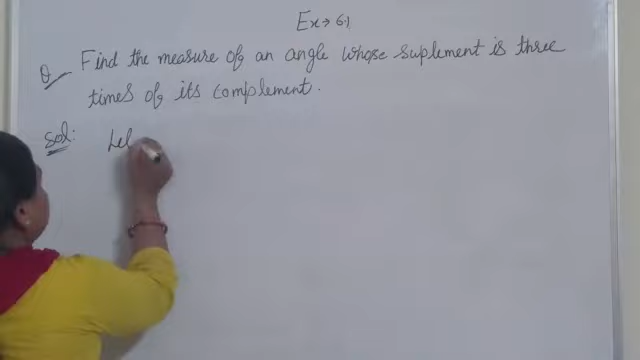 Ex → 6.1
Q Find the measure of an angle whose suplement is three
times of its complement.
Sol: Let